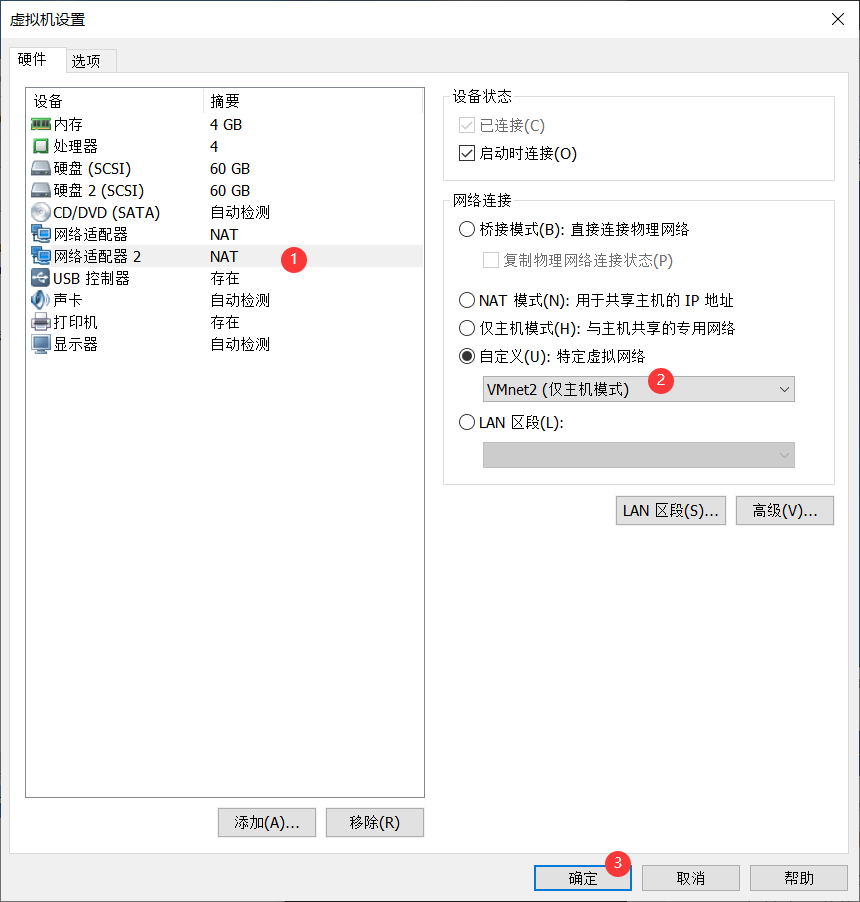 虚拟机设置
硬件 选项
设备 摘要
内存 4 GB
处理器 4
硬盘 (SCSI) 60 GB
硬盘 2 (SCSI) 60 GB
CD/DVD (SATA) 自动检测
网络适配器 NAT
网络适配器 2 NAT 1
USB 控制器 存在
声卡 自动检测
打印机 存在
显示器 自动检测
添加(A)... 移除(R)
设备状态
已连接(C)
启动时连接(O)
网络连接
桥接模式(B): 直接连接物理网络
复制物理网络连接状态(P)
NAT 模式(N): 用于共享主机的 IP 地址
仅主机模式(H): 与主机共享的专用网络
自定义(U): 特定虚拟网络
VMnet2 (仅主机模式) 2
LAN 区段(L):
LAN 区段(S)... 高级(V)...
确定 3 取消 帮助